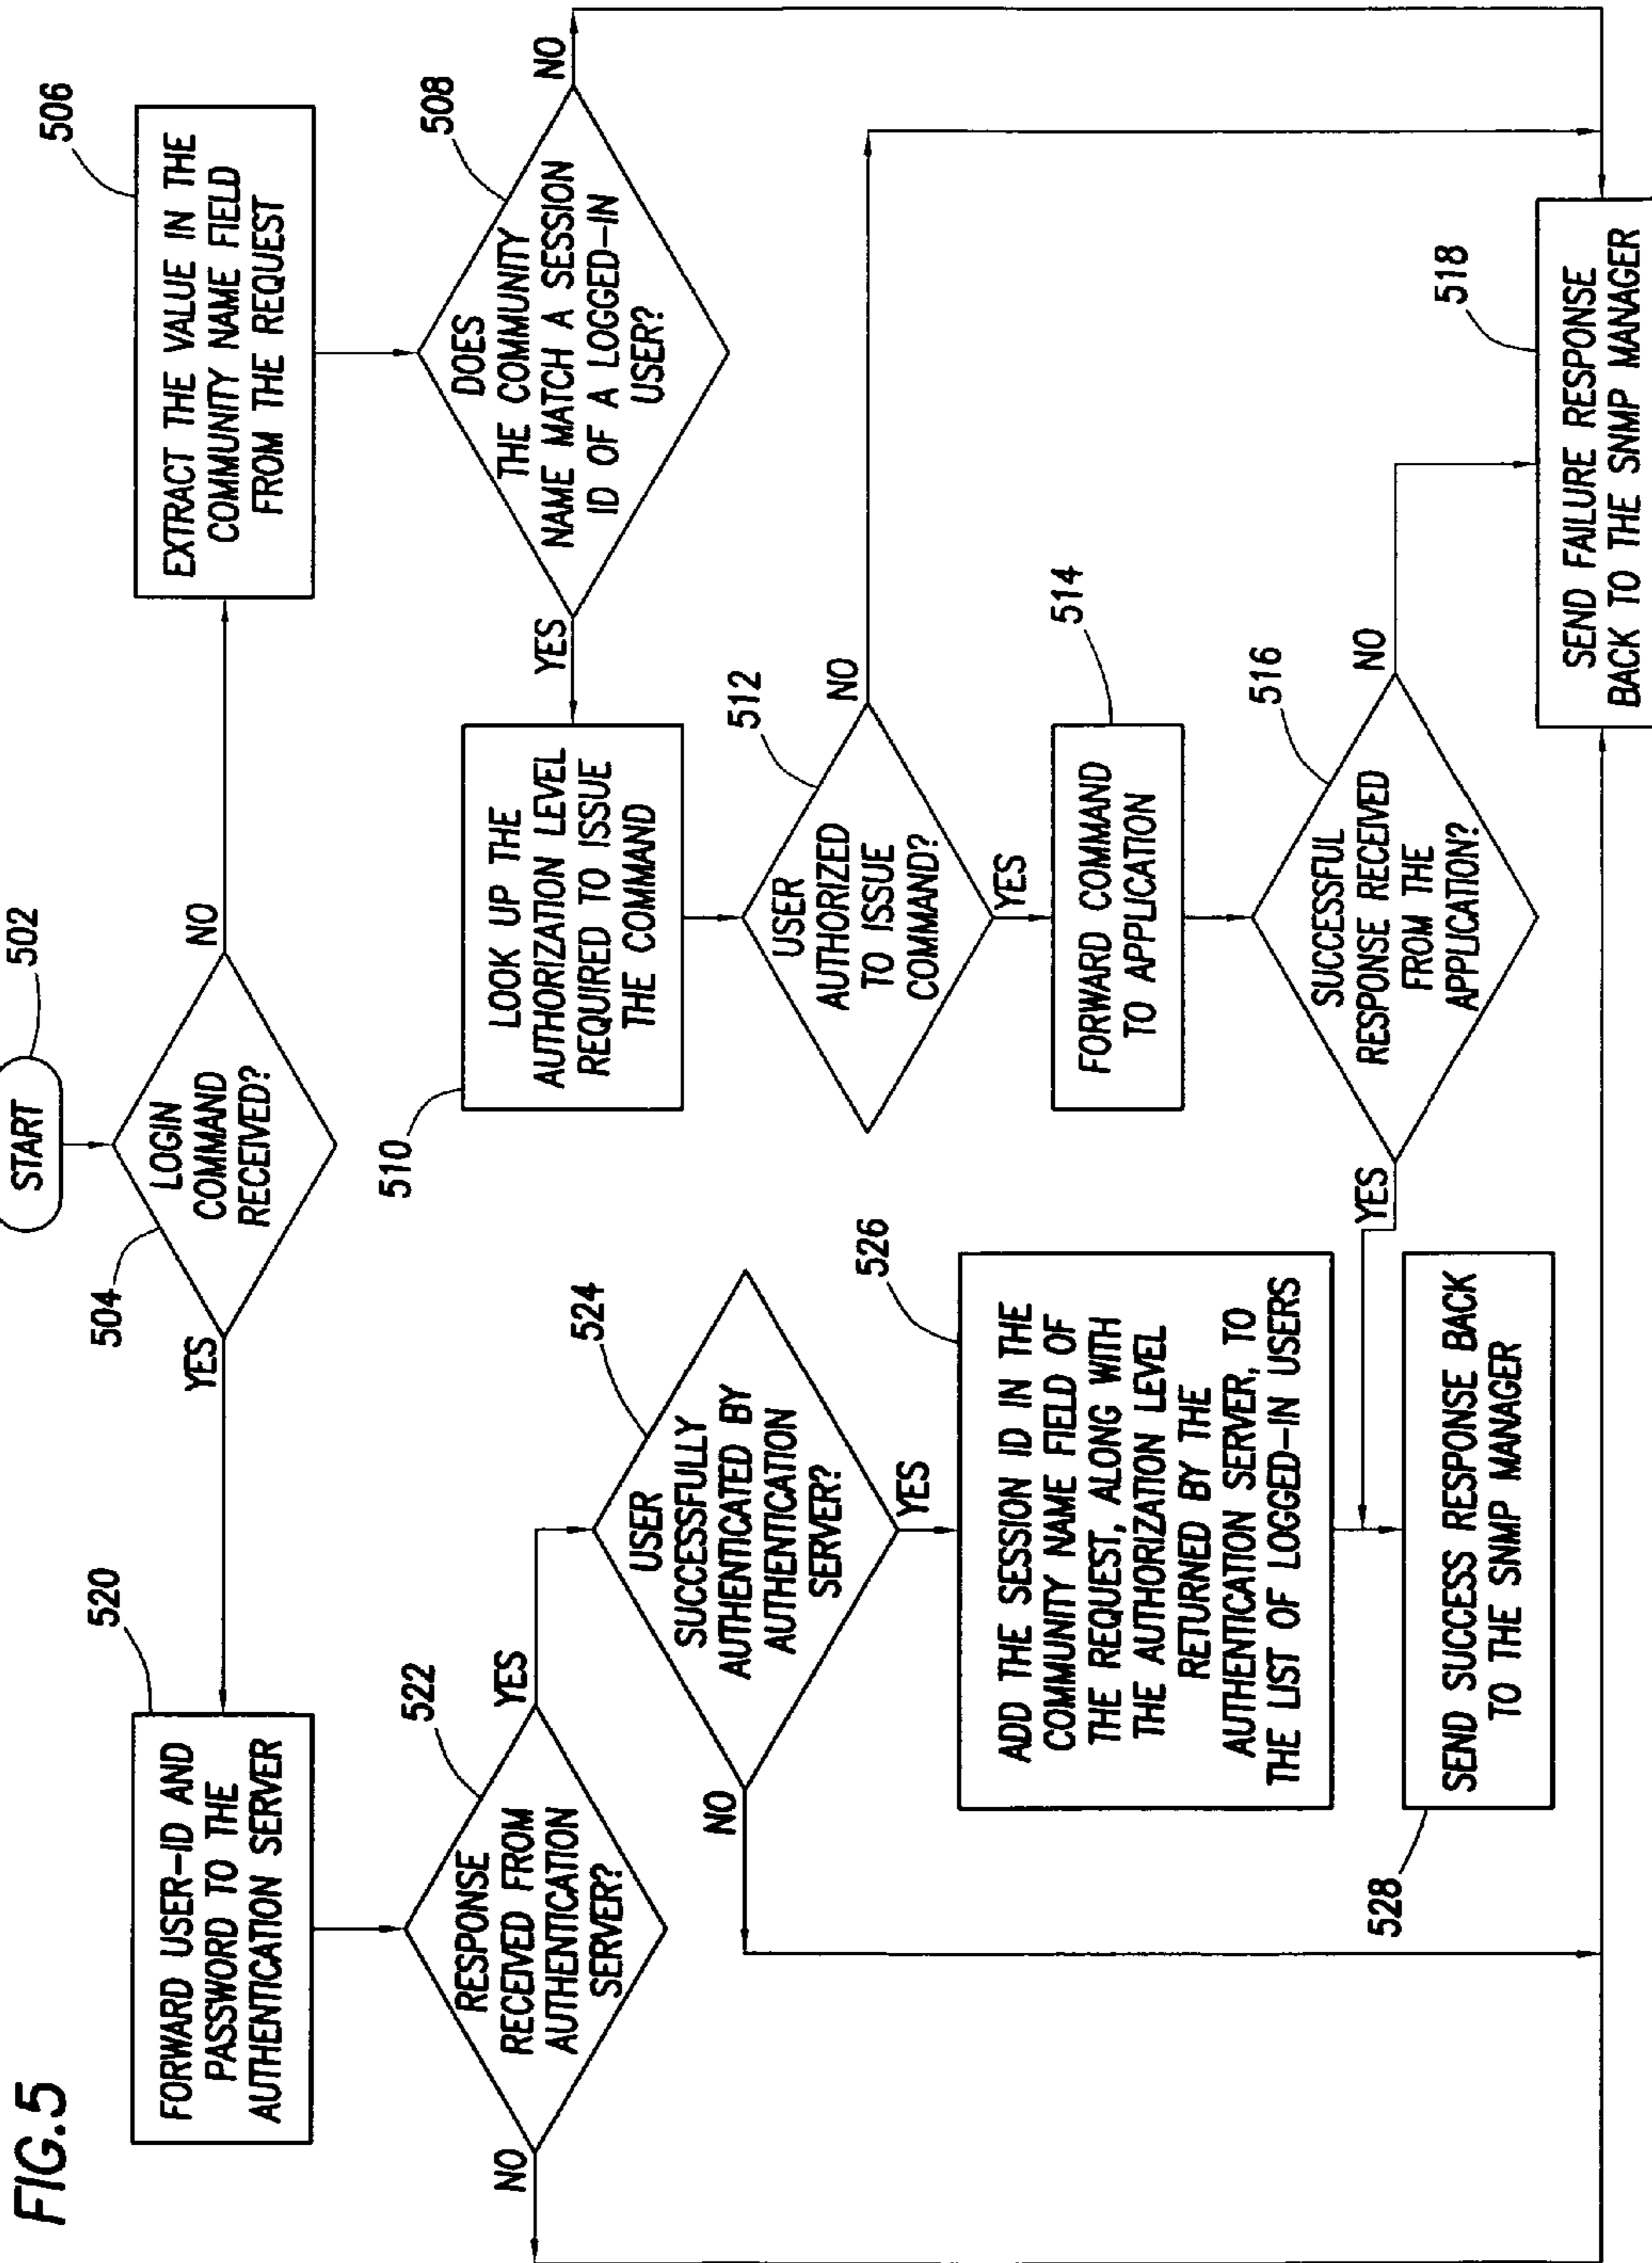 FIG.5
START
502
LOGIN
COMMAND
RECEIVED?
504
YES
NO
EXTRACT THE VALUE IN THE
COMMUNITY NAME FIELD
FROM THE REQUEST
506
DOES
THE COMMUNITY
NAME MATCH A SESSION
ID OF A LOGGED-IN
USER?
508
NO
YES
LOOK UP THE
AUTHORIZATION LEVEL
REQUIRED TO ISSUE
THE COMMAND
510
USER
AUTHORIZED
TO ISSUE
COMMAND?
512
NO
YES
FORWARD COMMAND
TO APPLICATION
514
SUCCESSFUL
RESPONSE RECEIVED
FROM THE
APPLICATION?
516
NO
YES
SEND FAILURE RESPONSE
BACK TO THE SNMP MANAGER
518
FORWARD USER-ID AND
PASSWORD TO THE
AUTHENTICATION SERVER
520
RESPONSE
RECEIVED FROM
AUTHENTICATION
SERVER?
522
YES
NO
USER
SUCCESSFULLY
AUTHENTICATED BY
AUTHENTICATION
SERVER?
524
NO
YES
ADD THE SESSION ID IN THE
COMMUNITY NAME FIELD OF
THE REQUEST, ALONG WITH
THE AUTHORIZATION LEVEL
RETURNED BY THE
AUTHENTICATION SERVER, TO
THE LIST OF LOGGED-IN USERS
526
SEND SUCCESS RESPONSE BACK
TO THE SNMP MANAGER
528